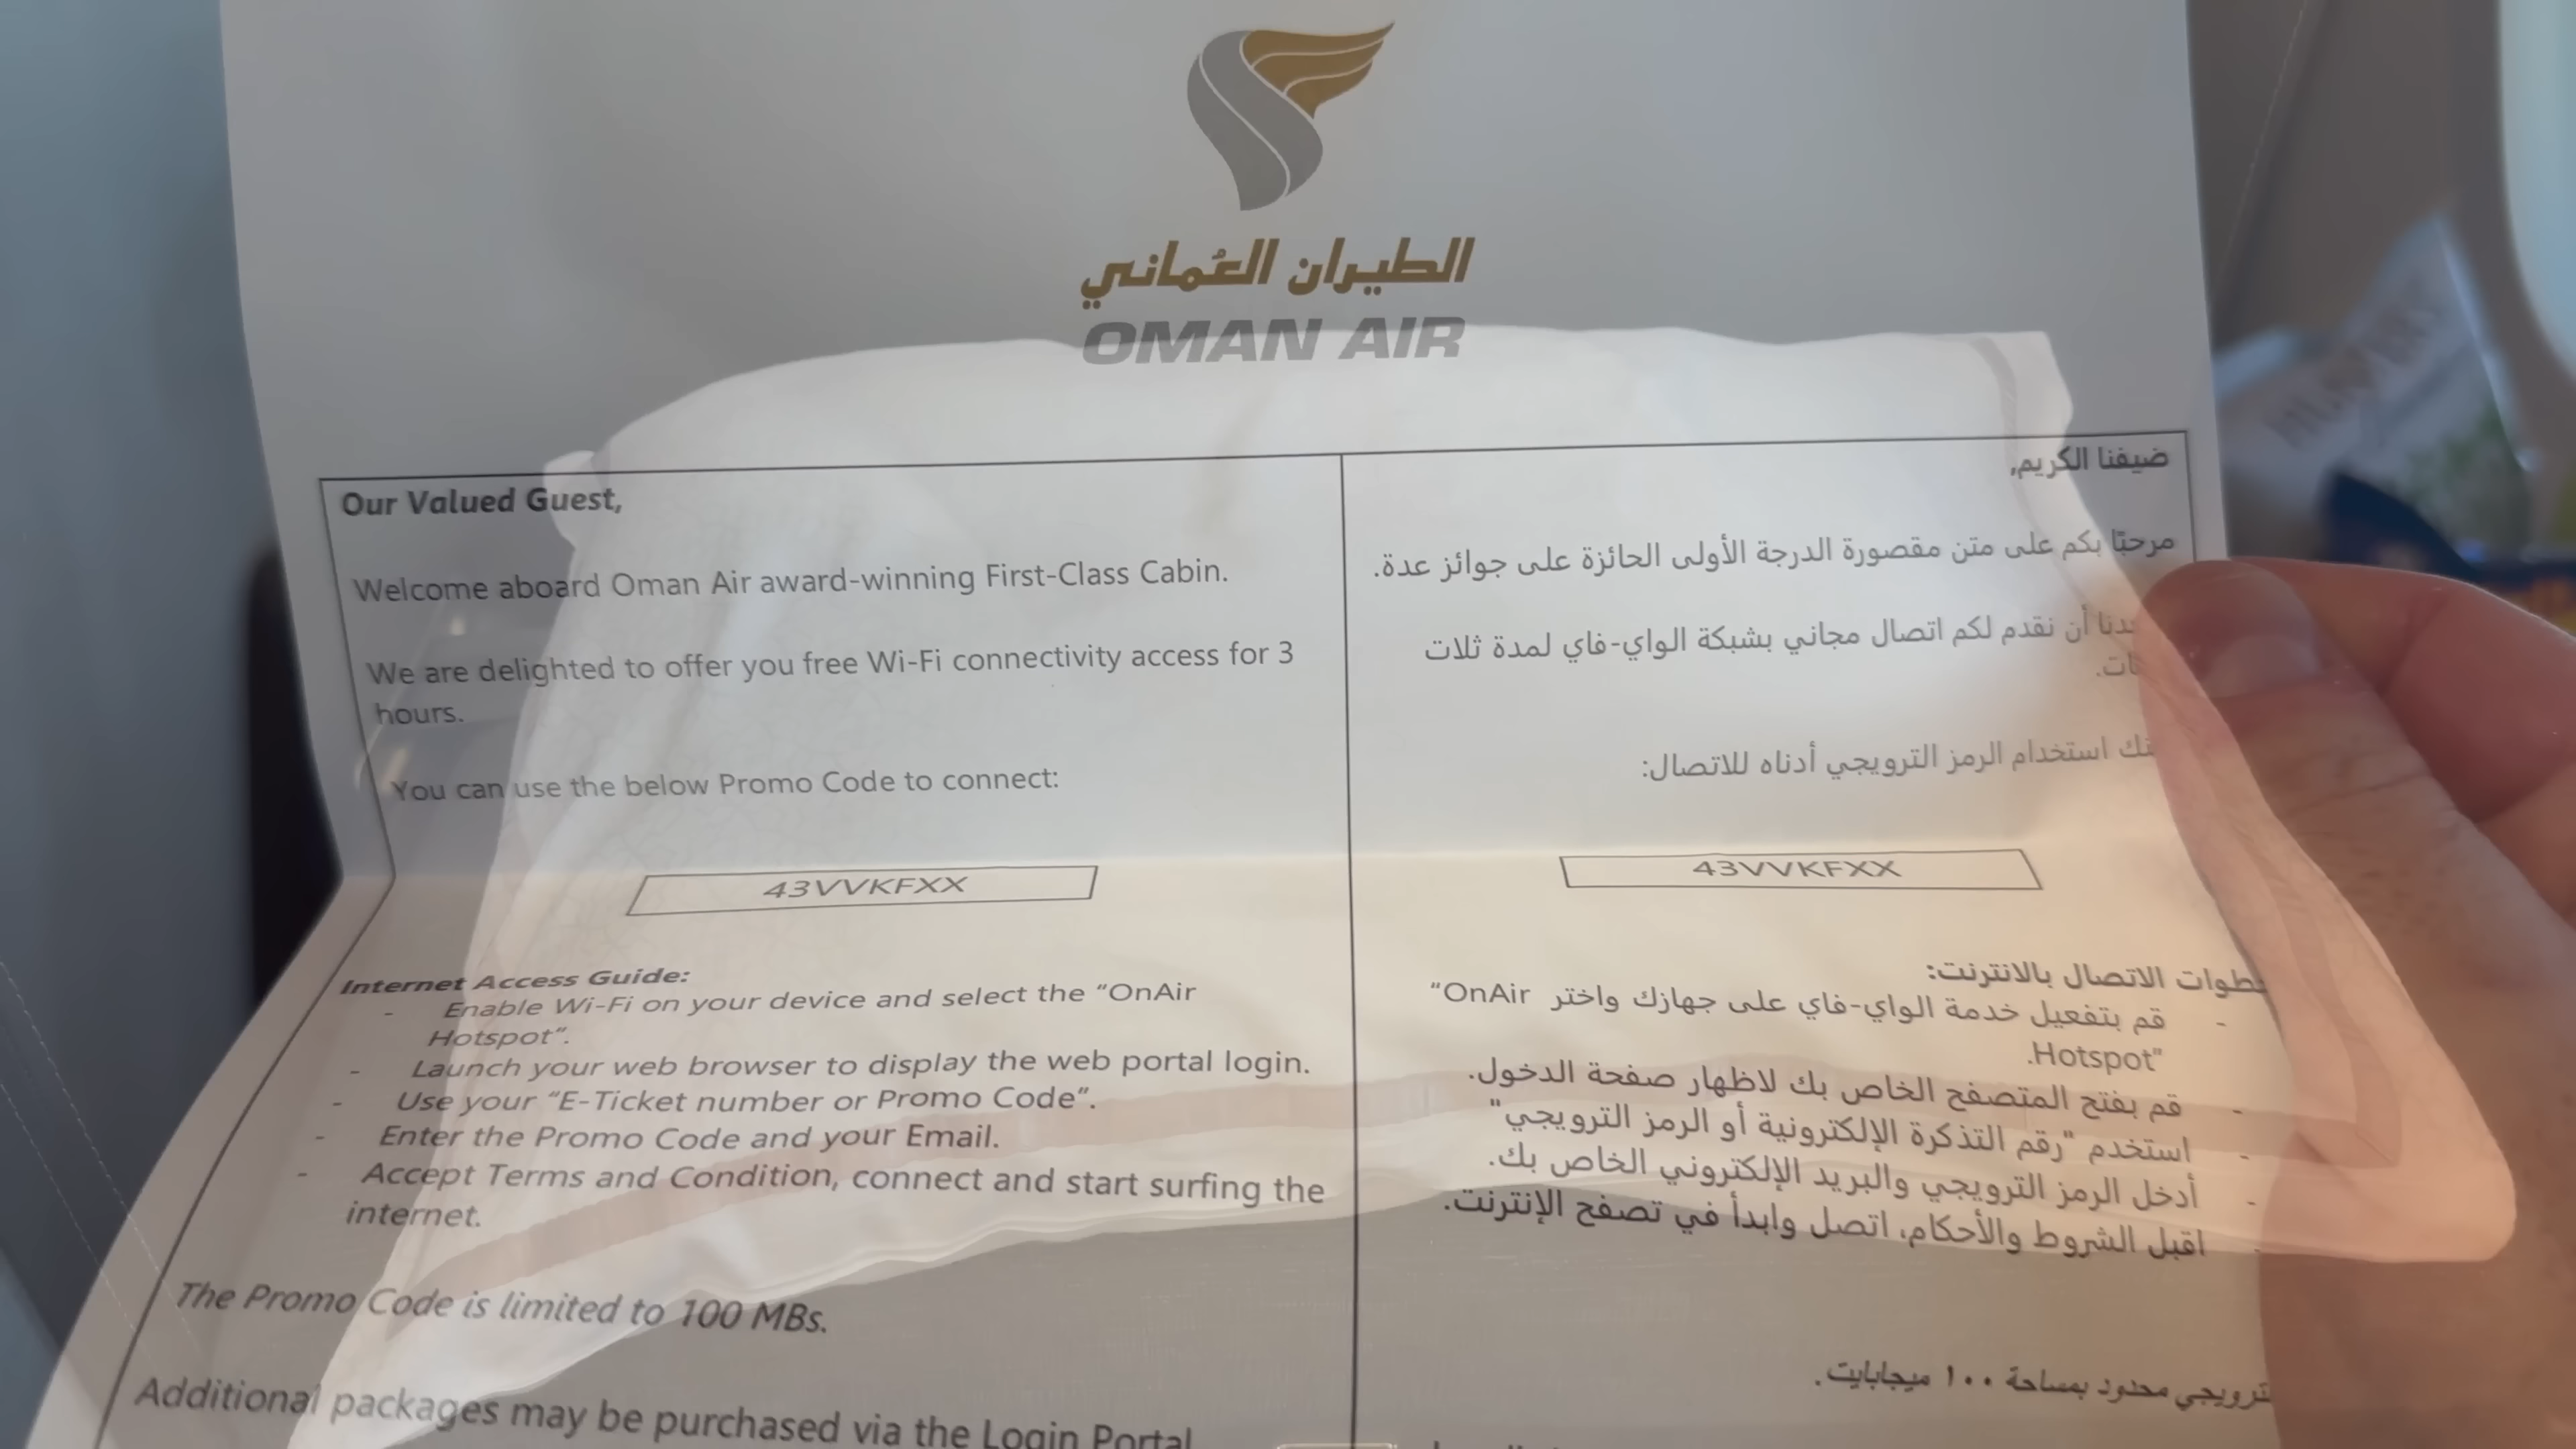 الطيران العُماني
OMAN AIR
Our Valued Guest,
Welcome aboard Oman Air award-winning First-Class Cabin.
We are delighted to offer you free Wi-Fi connectivity access for 3
hours.
You can use the below Promo Code to connect:
43VVKFXX
Internet Access Guide:
- Enable Wi-Fi on your device and select the “OnAir
Hotspot”.
- Launch your web browser to display the web portal login.
- Use your “E-Ticket number or Promo Code”.
- Enter the Promo Code and your Email.
- Accept Terms and Condition, connect and start surfing the
internet.
The Promo Code is limited to 100 MBs.
Additional packages may be purchased via the Login Portal
ضيفنا الكريم,
مرحبًا بكم على متن مقصورة الدرجة الأولى الحائزة على جوائز عدة.
أن نقدم لكم اتصال مجاني بشبكة الواي-فاي لمدة ثلاث
استخدام الرمز الترويجي أدناه للاتصال:
43VVKFXX
الاتصال بالانترنت:
- قم بتفعيل خدمة الواي-فاي على جهازك واختر OnAir“
Hotspot”.
- قم بفتح المتصفح الخاص بك لاظهار صفحة الدخول.
- استخدم "رقم التذكرة الإلكترونية أو الرمز الترويجي"
- أدخل الرمز الترويجي والبريد الإلكتروني الخاص بك.
- اقبل الشروط والأحكام، اتصل وابدأ في تصفح الإنترنت.
محدود بمساحة ١٠٠ ميجابايت.